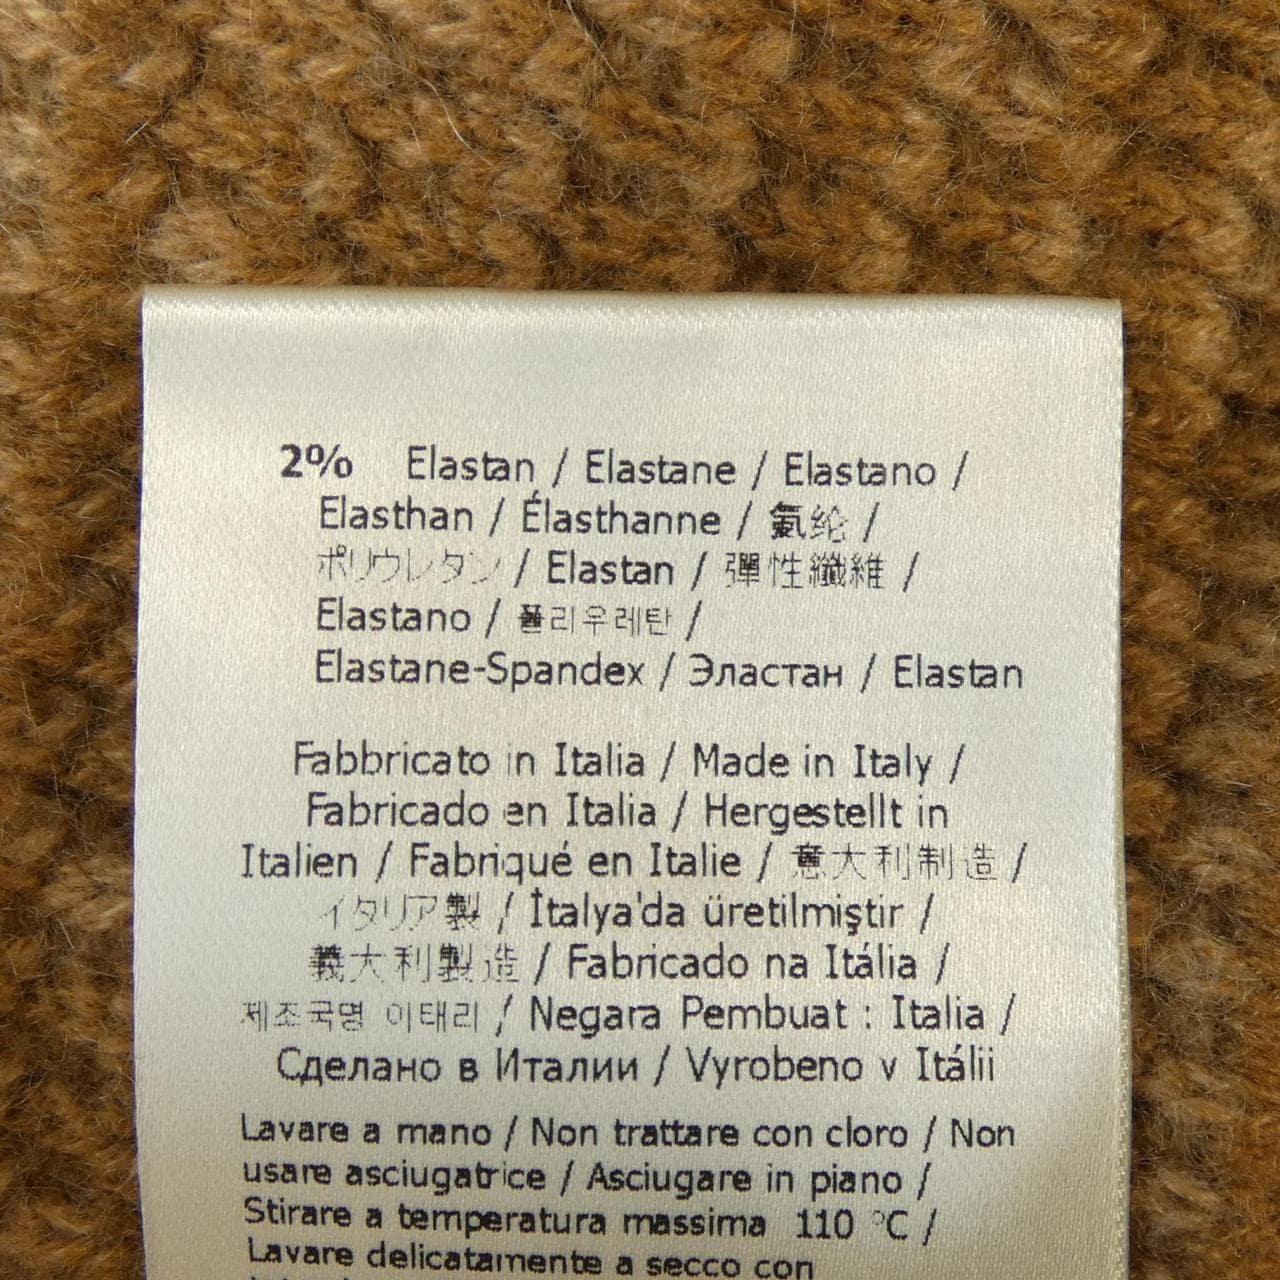 2% Elastan / Elastane / Elastano /
Elasthan / Élasthanne / 氨纶 /
ポリウレタン / Elastan / 彈性纖維 /
Elastano / 폴리우레탄 /
Elastane-Spandex / Эластан / Elastan
Fabbricato in Italia / Made in Italy /
Fabricado en Italia / Hergestellt in
Italien / Fabriqué en Italie / 意大利制造 /
イタリア製 / İtalya'da üretilmiştir /
義大利製造 / Fabricado na Itália /
제조국명 이태리 / Negara Pembuat : Italia /
Сделано в Италии / Vyrobeno v Itálii
Lavare a mano / Non trattare con cloro / Non
usare asciugatrice / Asciugare in piano /
Stirare a temperatura massima 110 °C /
Lavare delicatamente a secco con